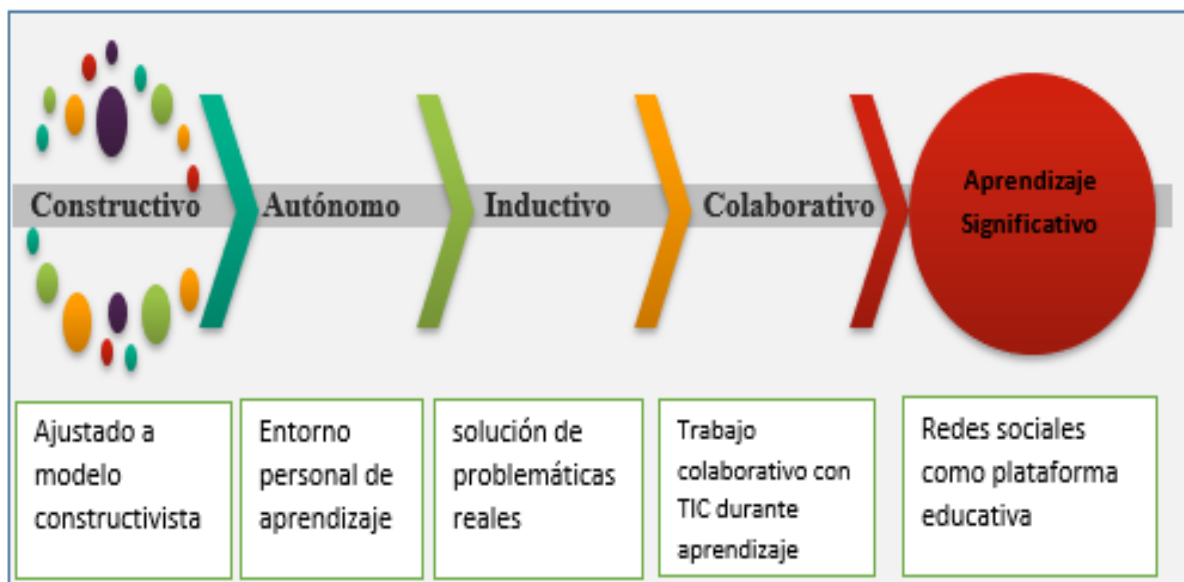 Constructivo
Autónomo
Inductivo
Colaborativo
Aprendizaje
Significativo
Ajustado a
modelo
constructivista
Entorno
personal de
aprendizaje
solución de
problemáticas
reales
Trabajo
colaborativo con
TIC durante
aprendizaje
Redes sociales
como plataforma
educativa